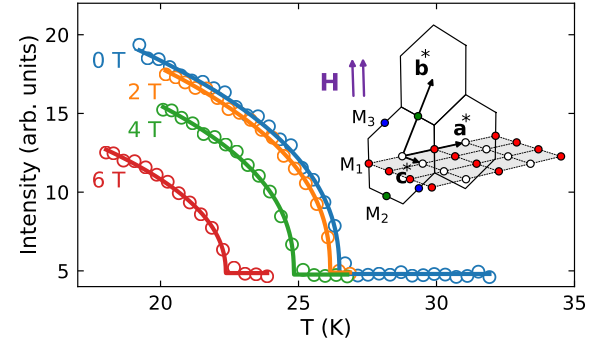 20
15
10
5
20
25
30
35
Intensity (arb. units)
T (K)
0 T
2 T
4 T
6 T
H
b*
a*
c*
M₃
M₁
M₂